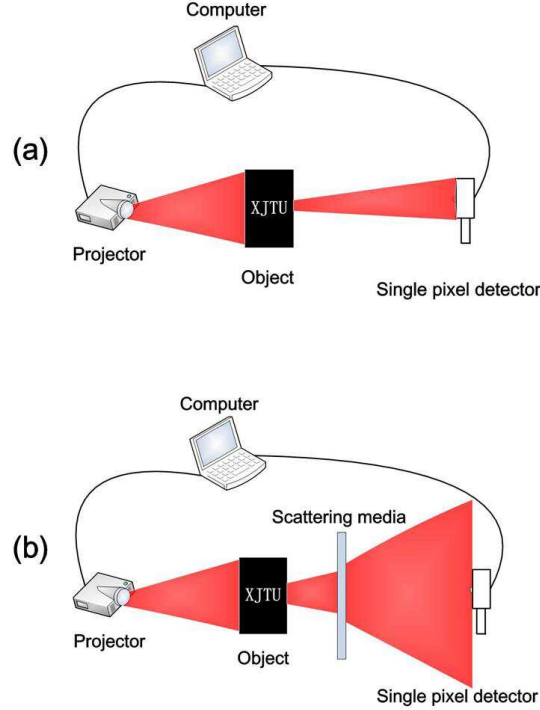 Computer
(a)
XJTU
Projector
Object
Single pixel detector
Computer
Scattering media
(b)
XJTU
Projector
Object
Single pixel detector